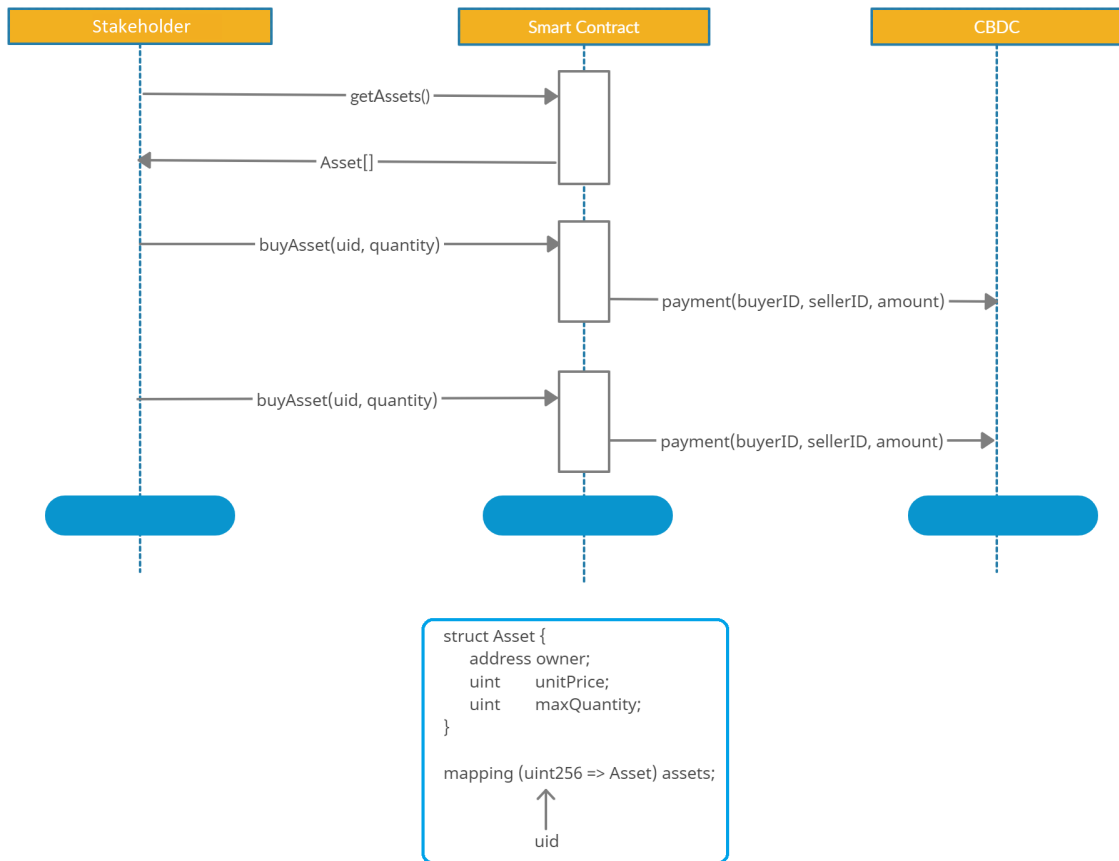 Stakeholder
Smart Contract
CBDC
getAssets()
Asset[]
buyAsset(uid, quantity)
payment(buyerID, sellerID, amount)
buyAsset(uid, quantity)
payment(buyerID, sellerID, amount)
struct Asset {
address owner;
uint unitPrice;
uint maxQuantity;
}
mapping (uint256 => Asset) assets;
uid